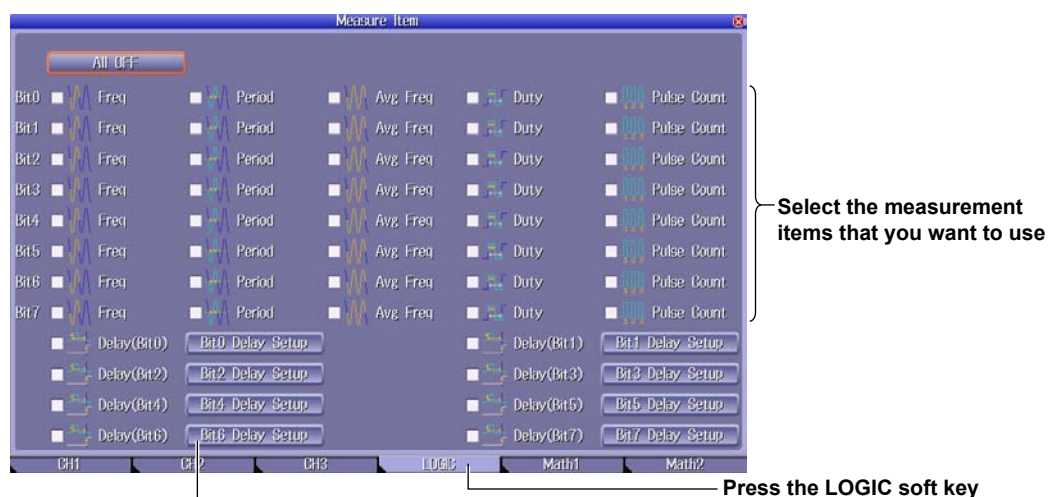 Measure Item
All OFF
Bit0 Freq Period Avg Freq Duty Pulse Count
Bit1 Freq Period Avg Freq Duty Pulse Count
Bit2 Freq Period Avg Freq Duty Pulse Count
Bit3 Freq Period Avg Freq Duty Pulse Count
Bit4 Freq Period Avg Freq Duty Pulse Count
Bit5 Freq Period Avg Freq Duty Pulse Count
Bit6 Freq Period Avg Freq Duty Pulse Count
Bit7 Freq Period Avg Freq Duty Pulse Count
Select the measurement
items that you want to use
Delay(Bit0) Bit0 Delay Setup Delay(Bit1) Bit1 Delay Setup
Delay(Bit2) Bit2 Delay Setup Delay(Bit3) Bit3 Delay Setup
Delay(Bit4) Bit4 Delay Setup Delay(Bit5) Bit5 Delay Setup
Delay(Bit6) Bit6 Delay Setup Delay(Bit7) Bit7 Delay Setup
CH1 CH2 CH3 LOGIC Math1 Math2
Press the LOGIC soft key